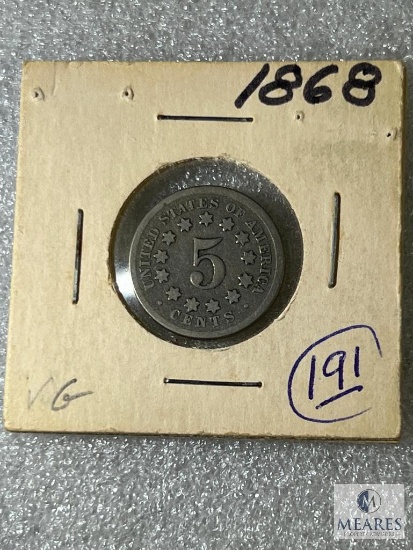 1868
UNITED STATES OF AMERICA
5
CENTS
VG
191
M
MEARES